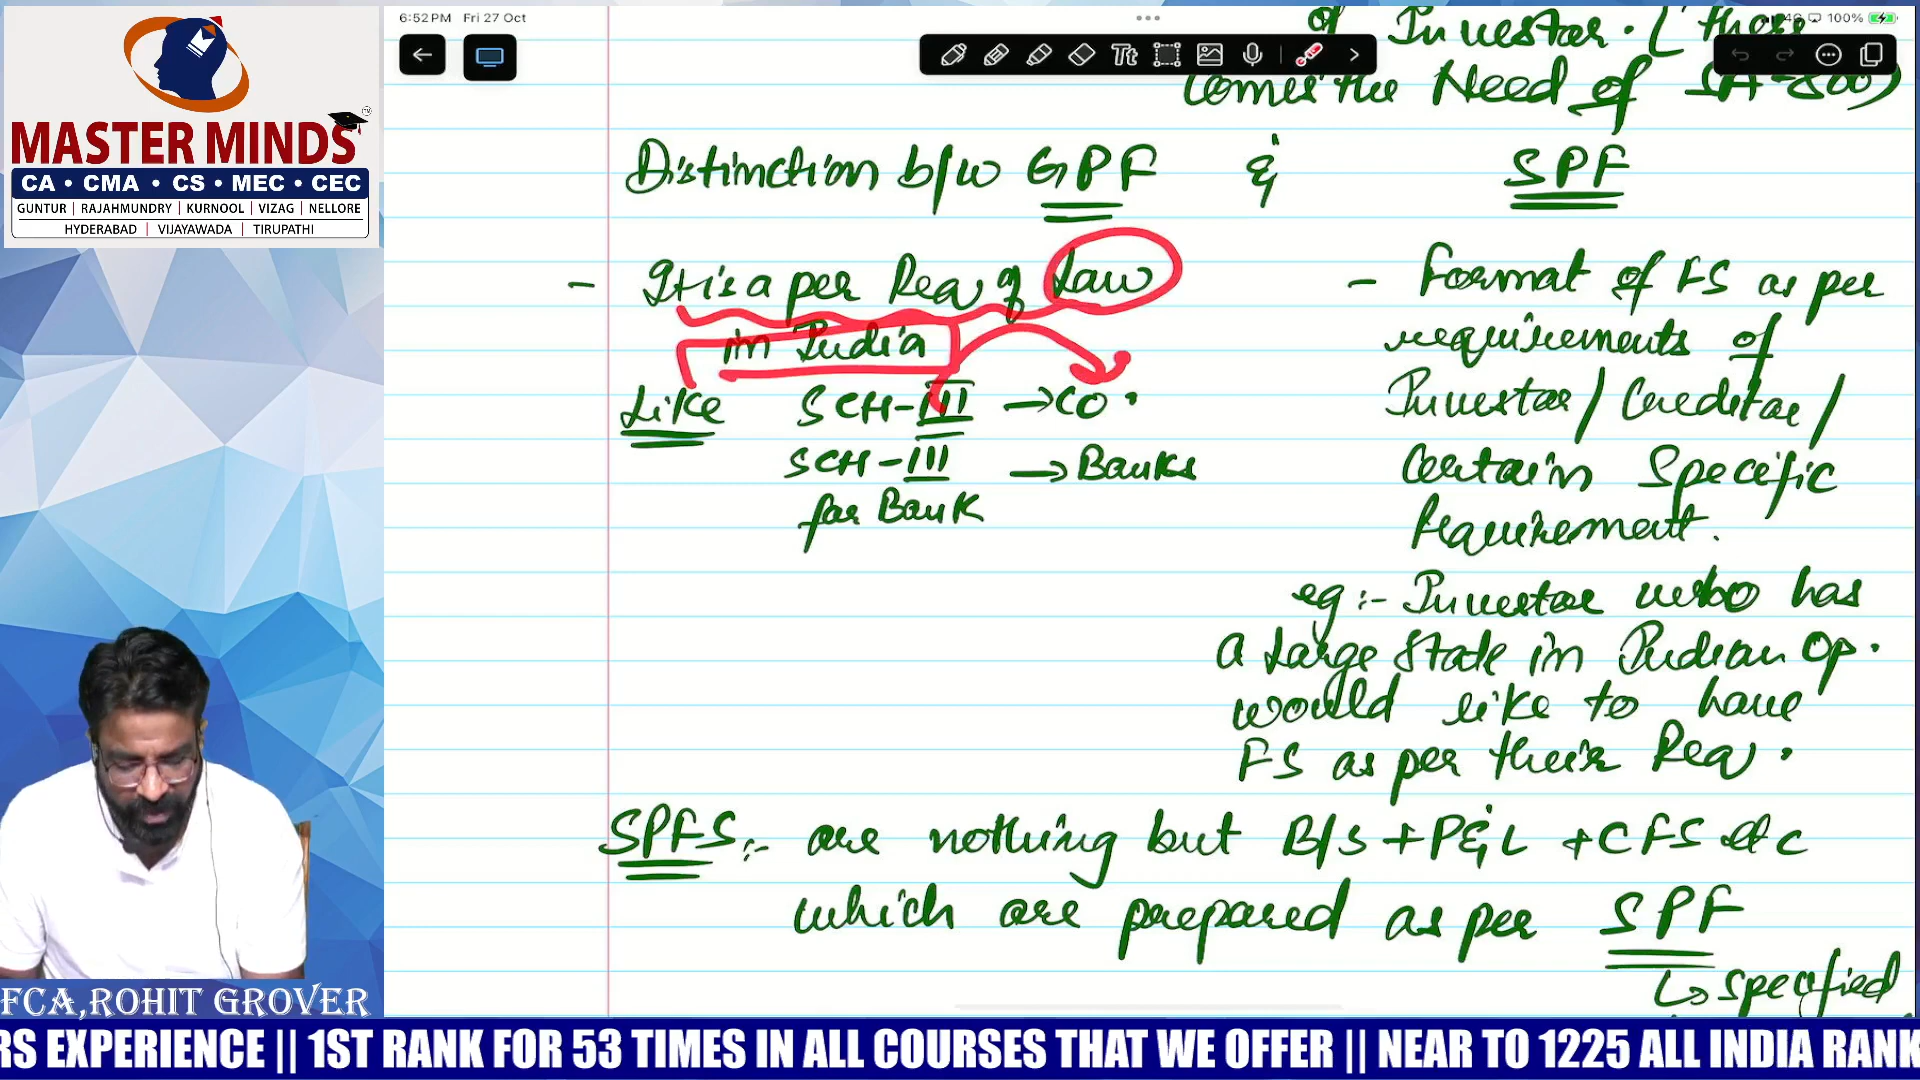 6:52 PM Fri 27 Oct
4G 100%
of Investor. ( there
comes the Need of SA-800)
MASTER MINDS
CA • CMA • CS • MEC • CEC
GUNTUR | RAJAHMUNDRY | KURNOOL | VIZAG | NELLORE
HYDERABAD | VIJAYAWADA | TIRUPATHI
Tt
Distinction b/w GPF & SPF
- It is a per Req of Law
in India
Like SCH-III → CO.
SCH-III → Banks
for Bank
- Format of FS as per
requirements of
Investor / Creditor /
Certain Specific
Requirement.
eg :- Investor who has
a Large Stake in Indian Op.
would like to have
FS as per their Req.
SPFS :- are nothing but B/S + P&L + CFS etc
which are prepared as per SPF
↳ specified
FCA,ROHIT GROVER
RS EXPERIENCE || 1ST RANK FOR 53 TIMES IN ALL COURSES THAT WE OFFER || NEAR TO 1225 ALL INDIA RANK